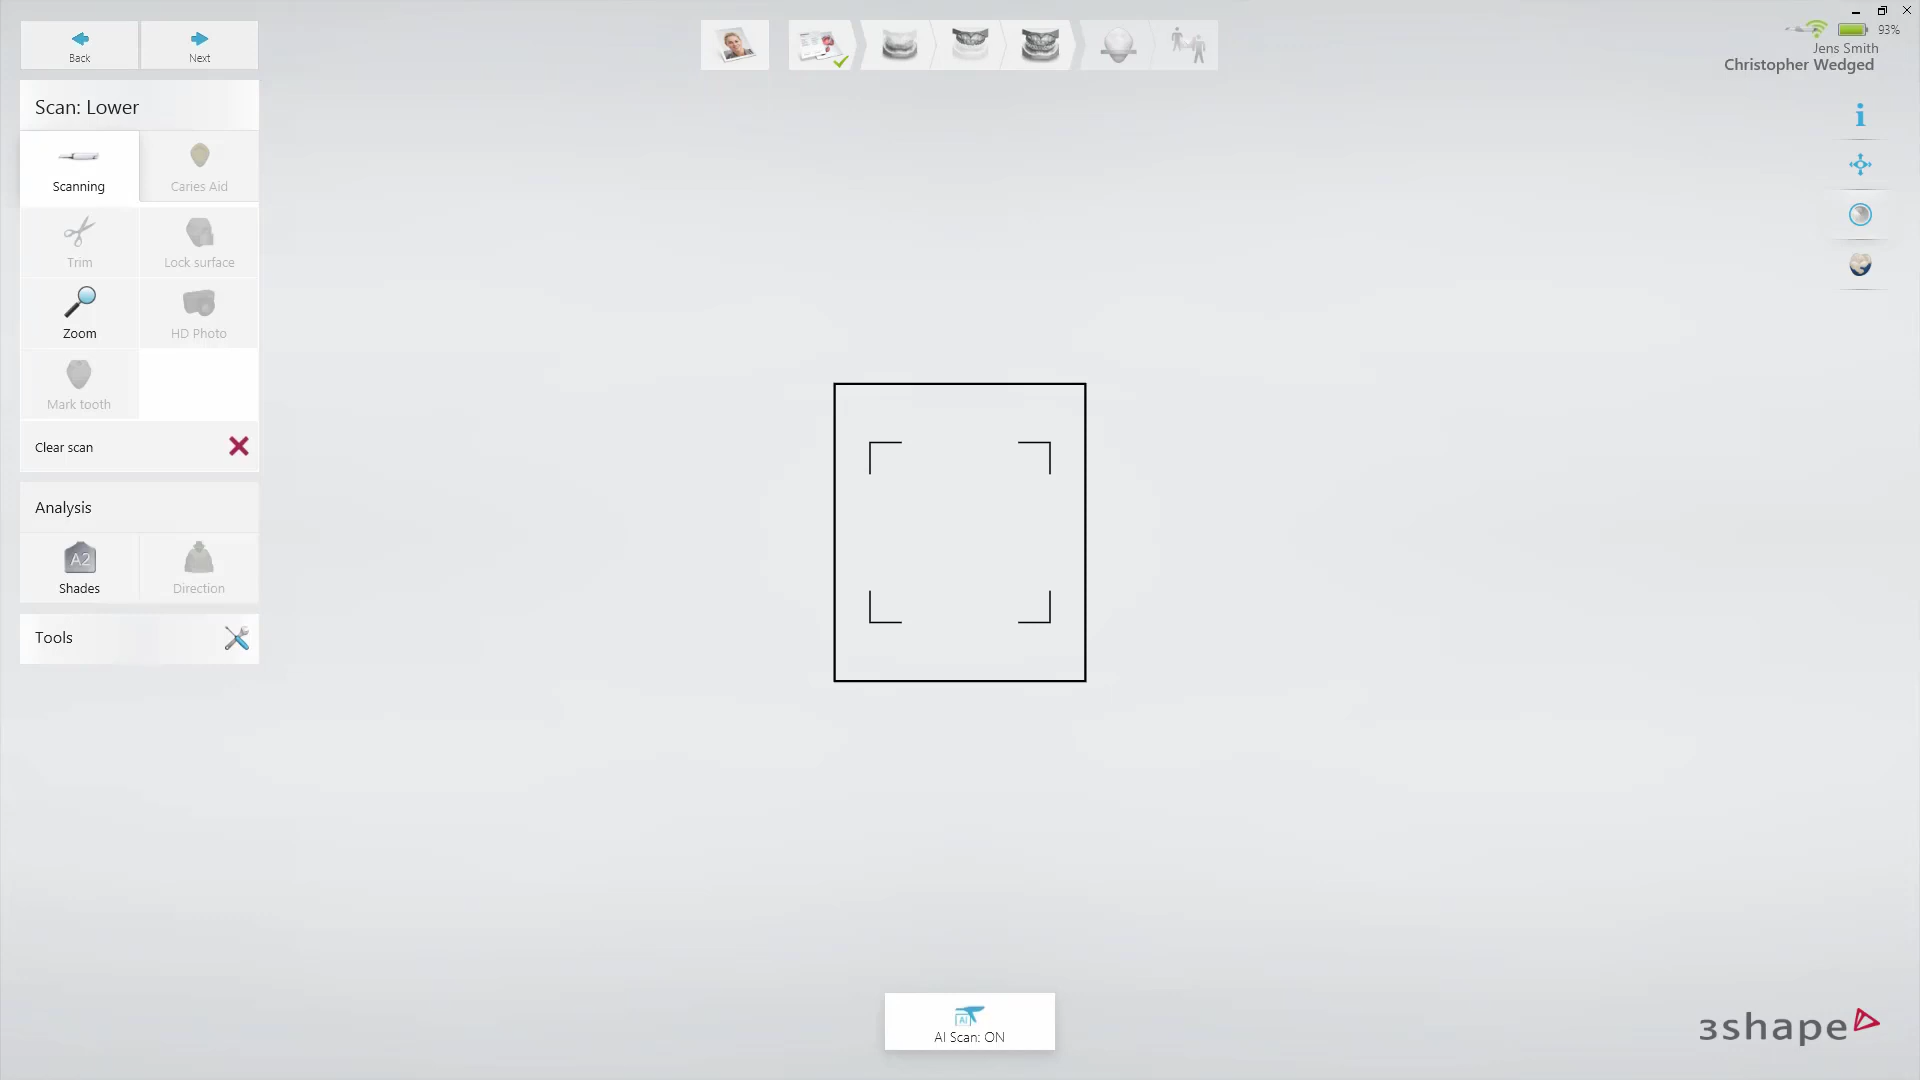 Back
Next
93%
Jens Smith
Christopher Wedged
Scan: Lower
Scanning
Caries Aid
Trim
Lock surface
Zoom
HD Photo
Mark tooth
Clear scan
Analysis
A2
Shades
Direction
Tools
AI
AI Scan: ON
3shape